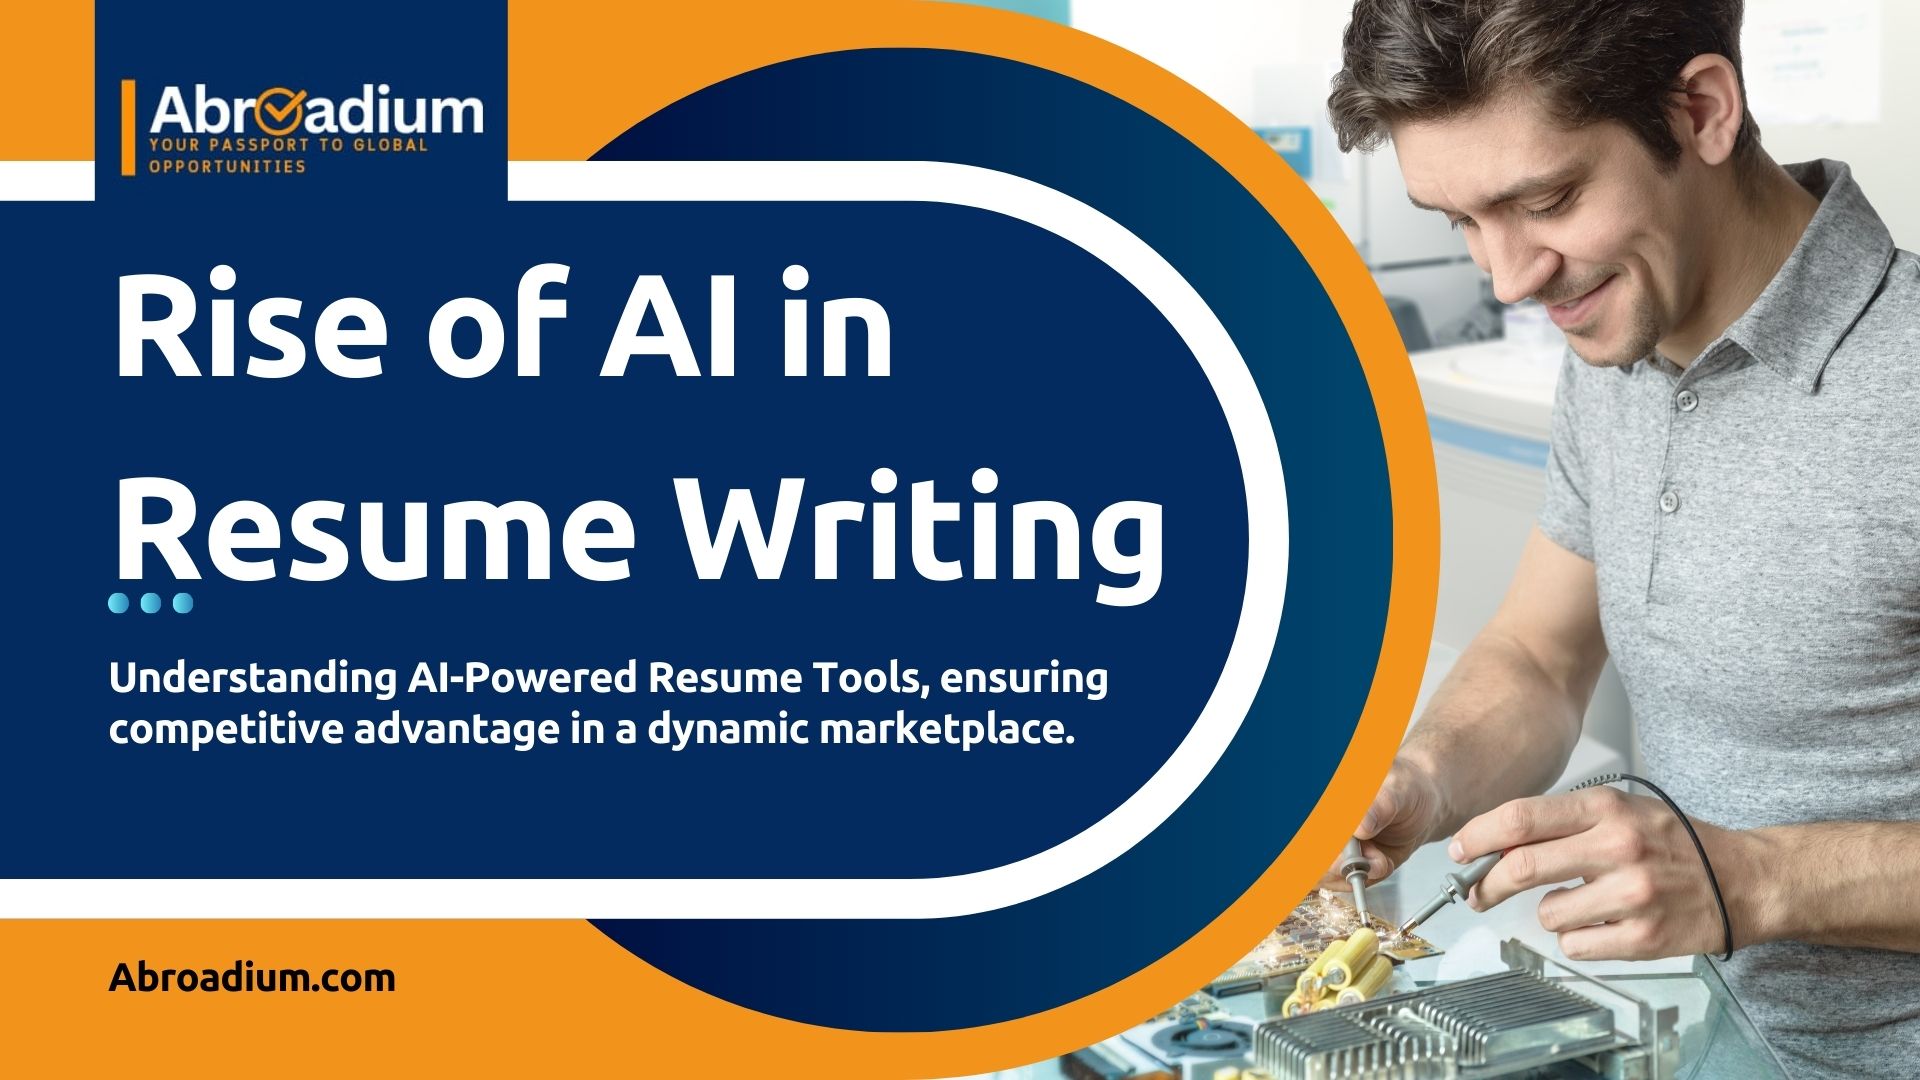 Abroadium
YOUR PASSPORT TO GLOBAL
OPPORTUNITIES
Rise of AI in
Resume Writing
Understanding AI-Powered Resume Tools, ensuring
competitive advantage in a dynamic marketplace.
Abroadium.com